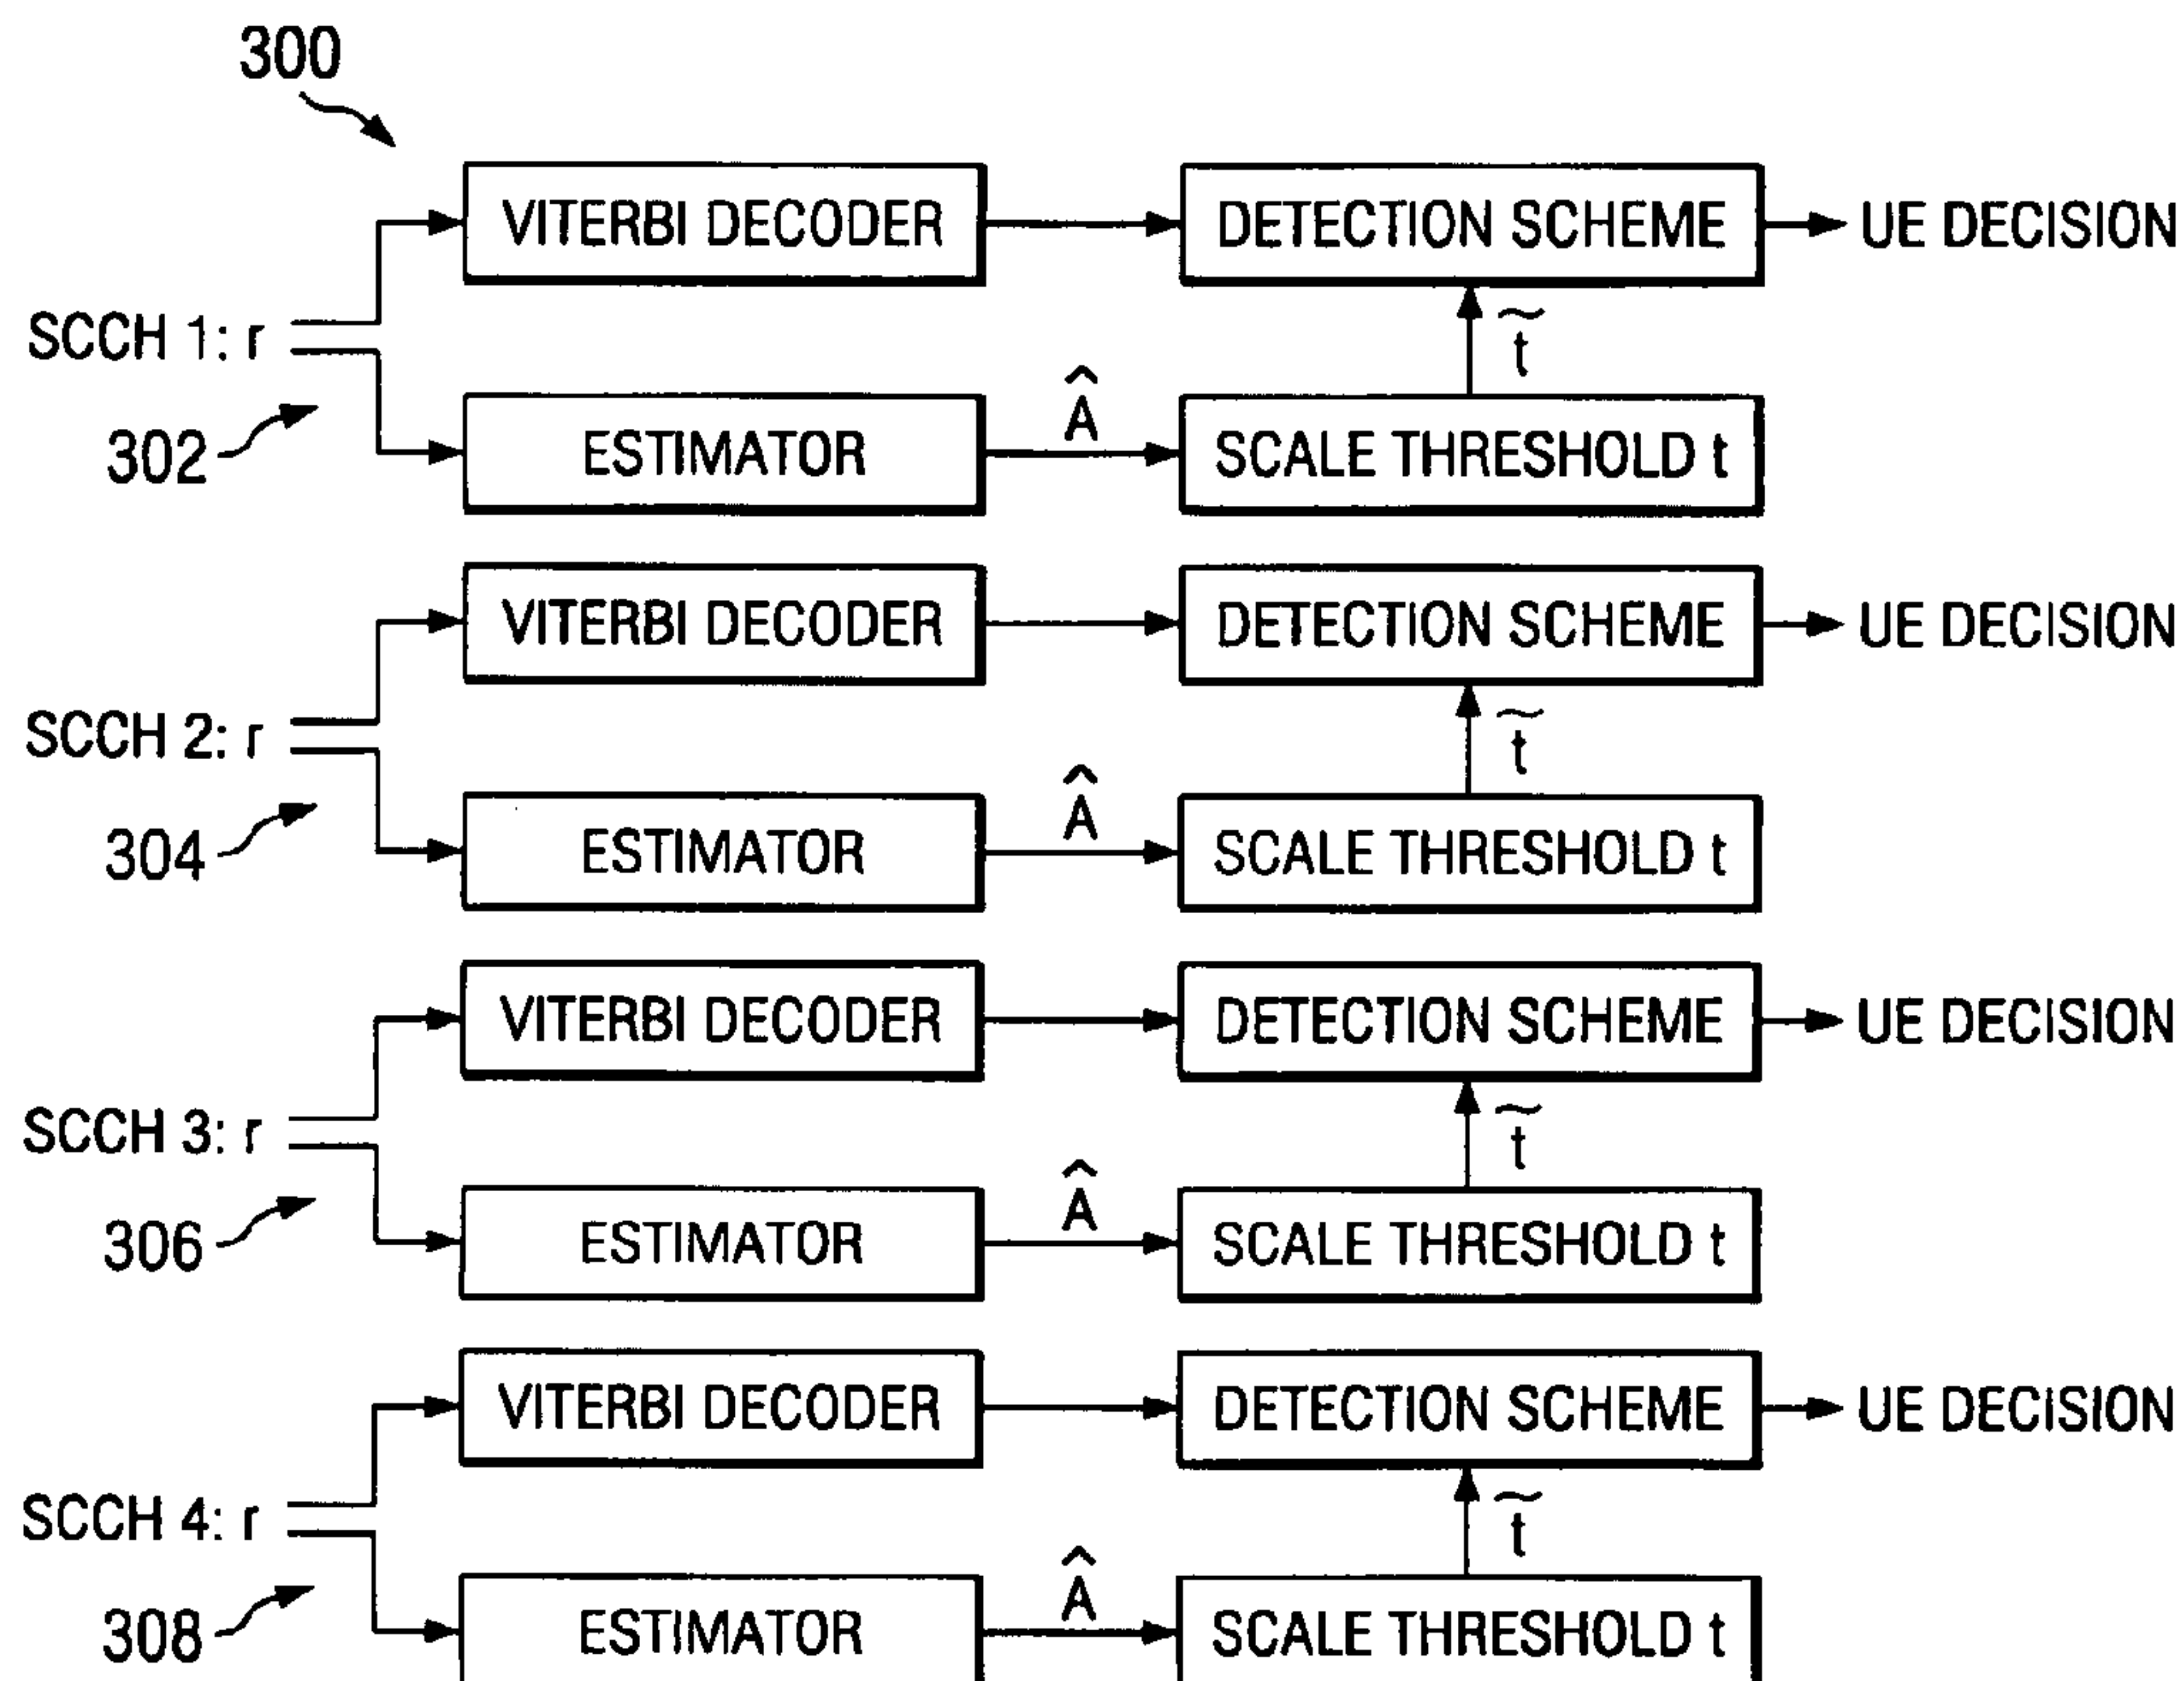 300
VITERBI DECODER
DETECTION SCHEME
UE DECISION
SCCH 1: r
t̃
302
ESTIMATOR
Â
SCALE THRESHOLD t
VITERBI DECODER
DETECTION SCHEME
UE DECISION
SCCH 2: r
t̃
304
ESTIMATOR
Â
SCALE THRESHOLD t
VITERBI DECODER
DETECTION SCHEME
UE DECISION
SCCH 3: r
t̃
306
ESTIMATOR
Â
SCALE THRESHOLD t
VITERBI DECODER
DETECTION SCHEME
UE DECISION
SCCH 4: r
t̃
308
ESTIMATOR
Â
SCALE THRESHOLD t